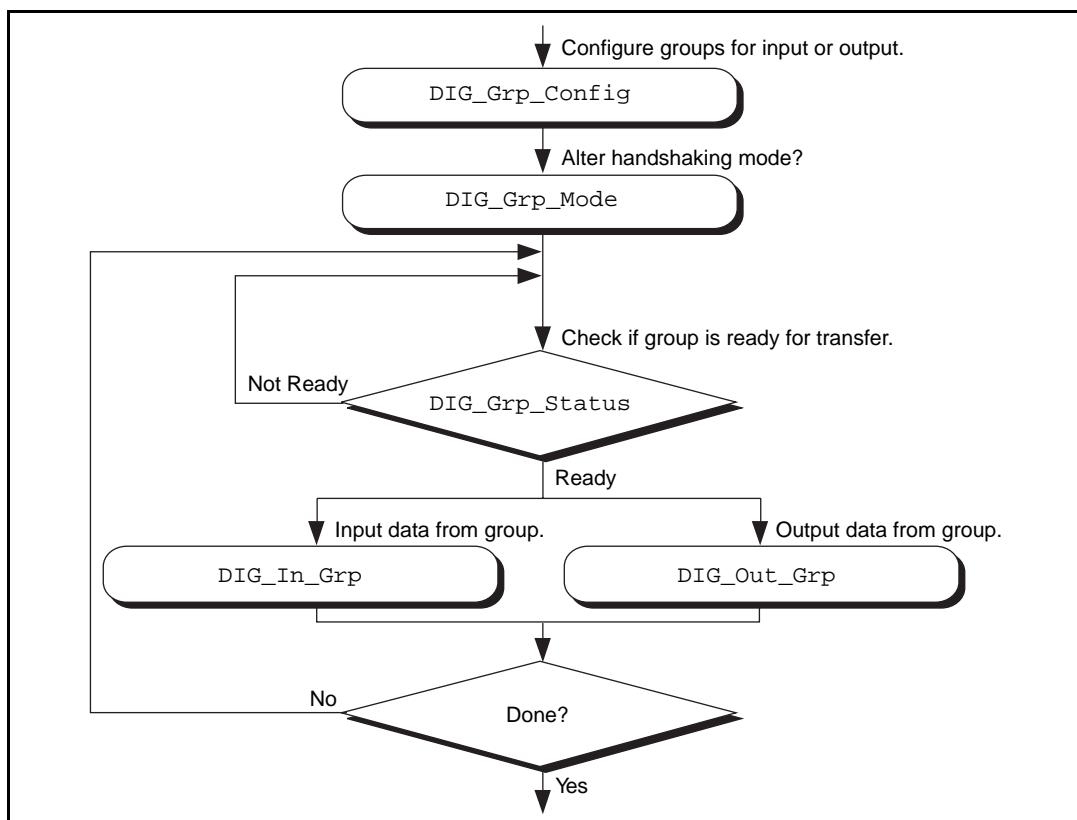 Configure groups for input or output.
DIG_Grp_Config
Alter handshaking mode?
DIG_Grp_Mode
Check if group is ready for transfer.
Not Ready
DIG_Grp_Status
Ready
Input data from group.
Output data from group.
DIG_In_Grp
DIG_Out_Grp
No
Done?
Yes